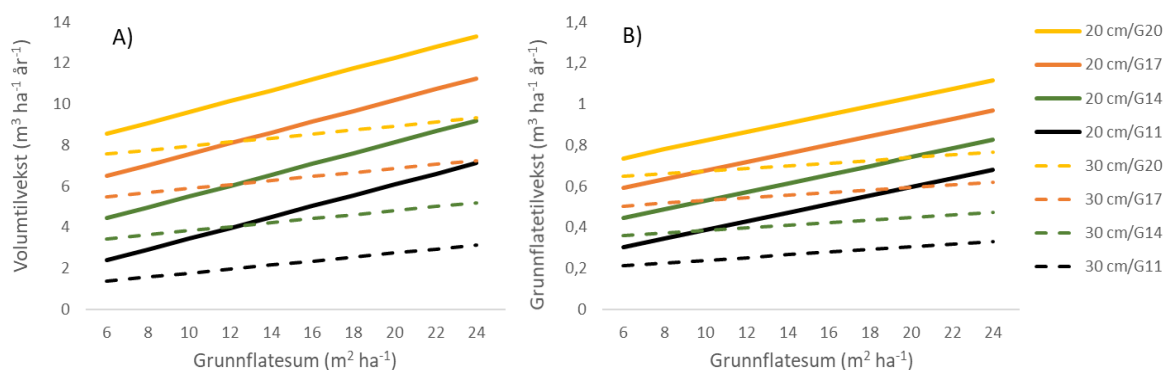 A)
Volumtilvekst (m³ ha⁻¹ år⁻¹)
14
12
10
8
6
4
2
0
6 8 10 12 14 16 18 20 22 24
Grunnflatesum (m² ha⁻¹)
B)
Grunnflatetilvekst (m³ ha⁻¹ år⁻¹)
1,4
1,2
1
0,8
0,6
0,4
0,2
0
6 8 10 12 14 16 18 20 22 24
Grunnflatesum (m² ha⁻¹)
20 cm/G20
20 cm/G17
20 cm/G14
20 cm/G11
30 cm/G20
30 cm/G17
30 cm/G14
30 cm/G11